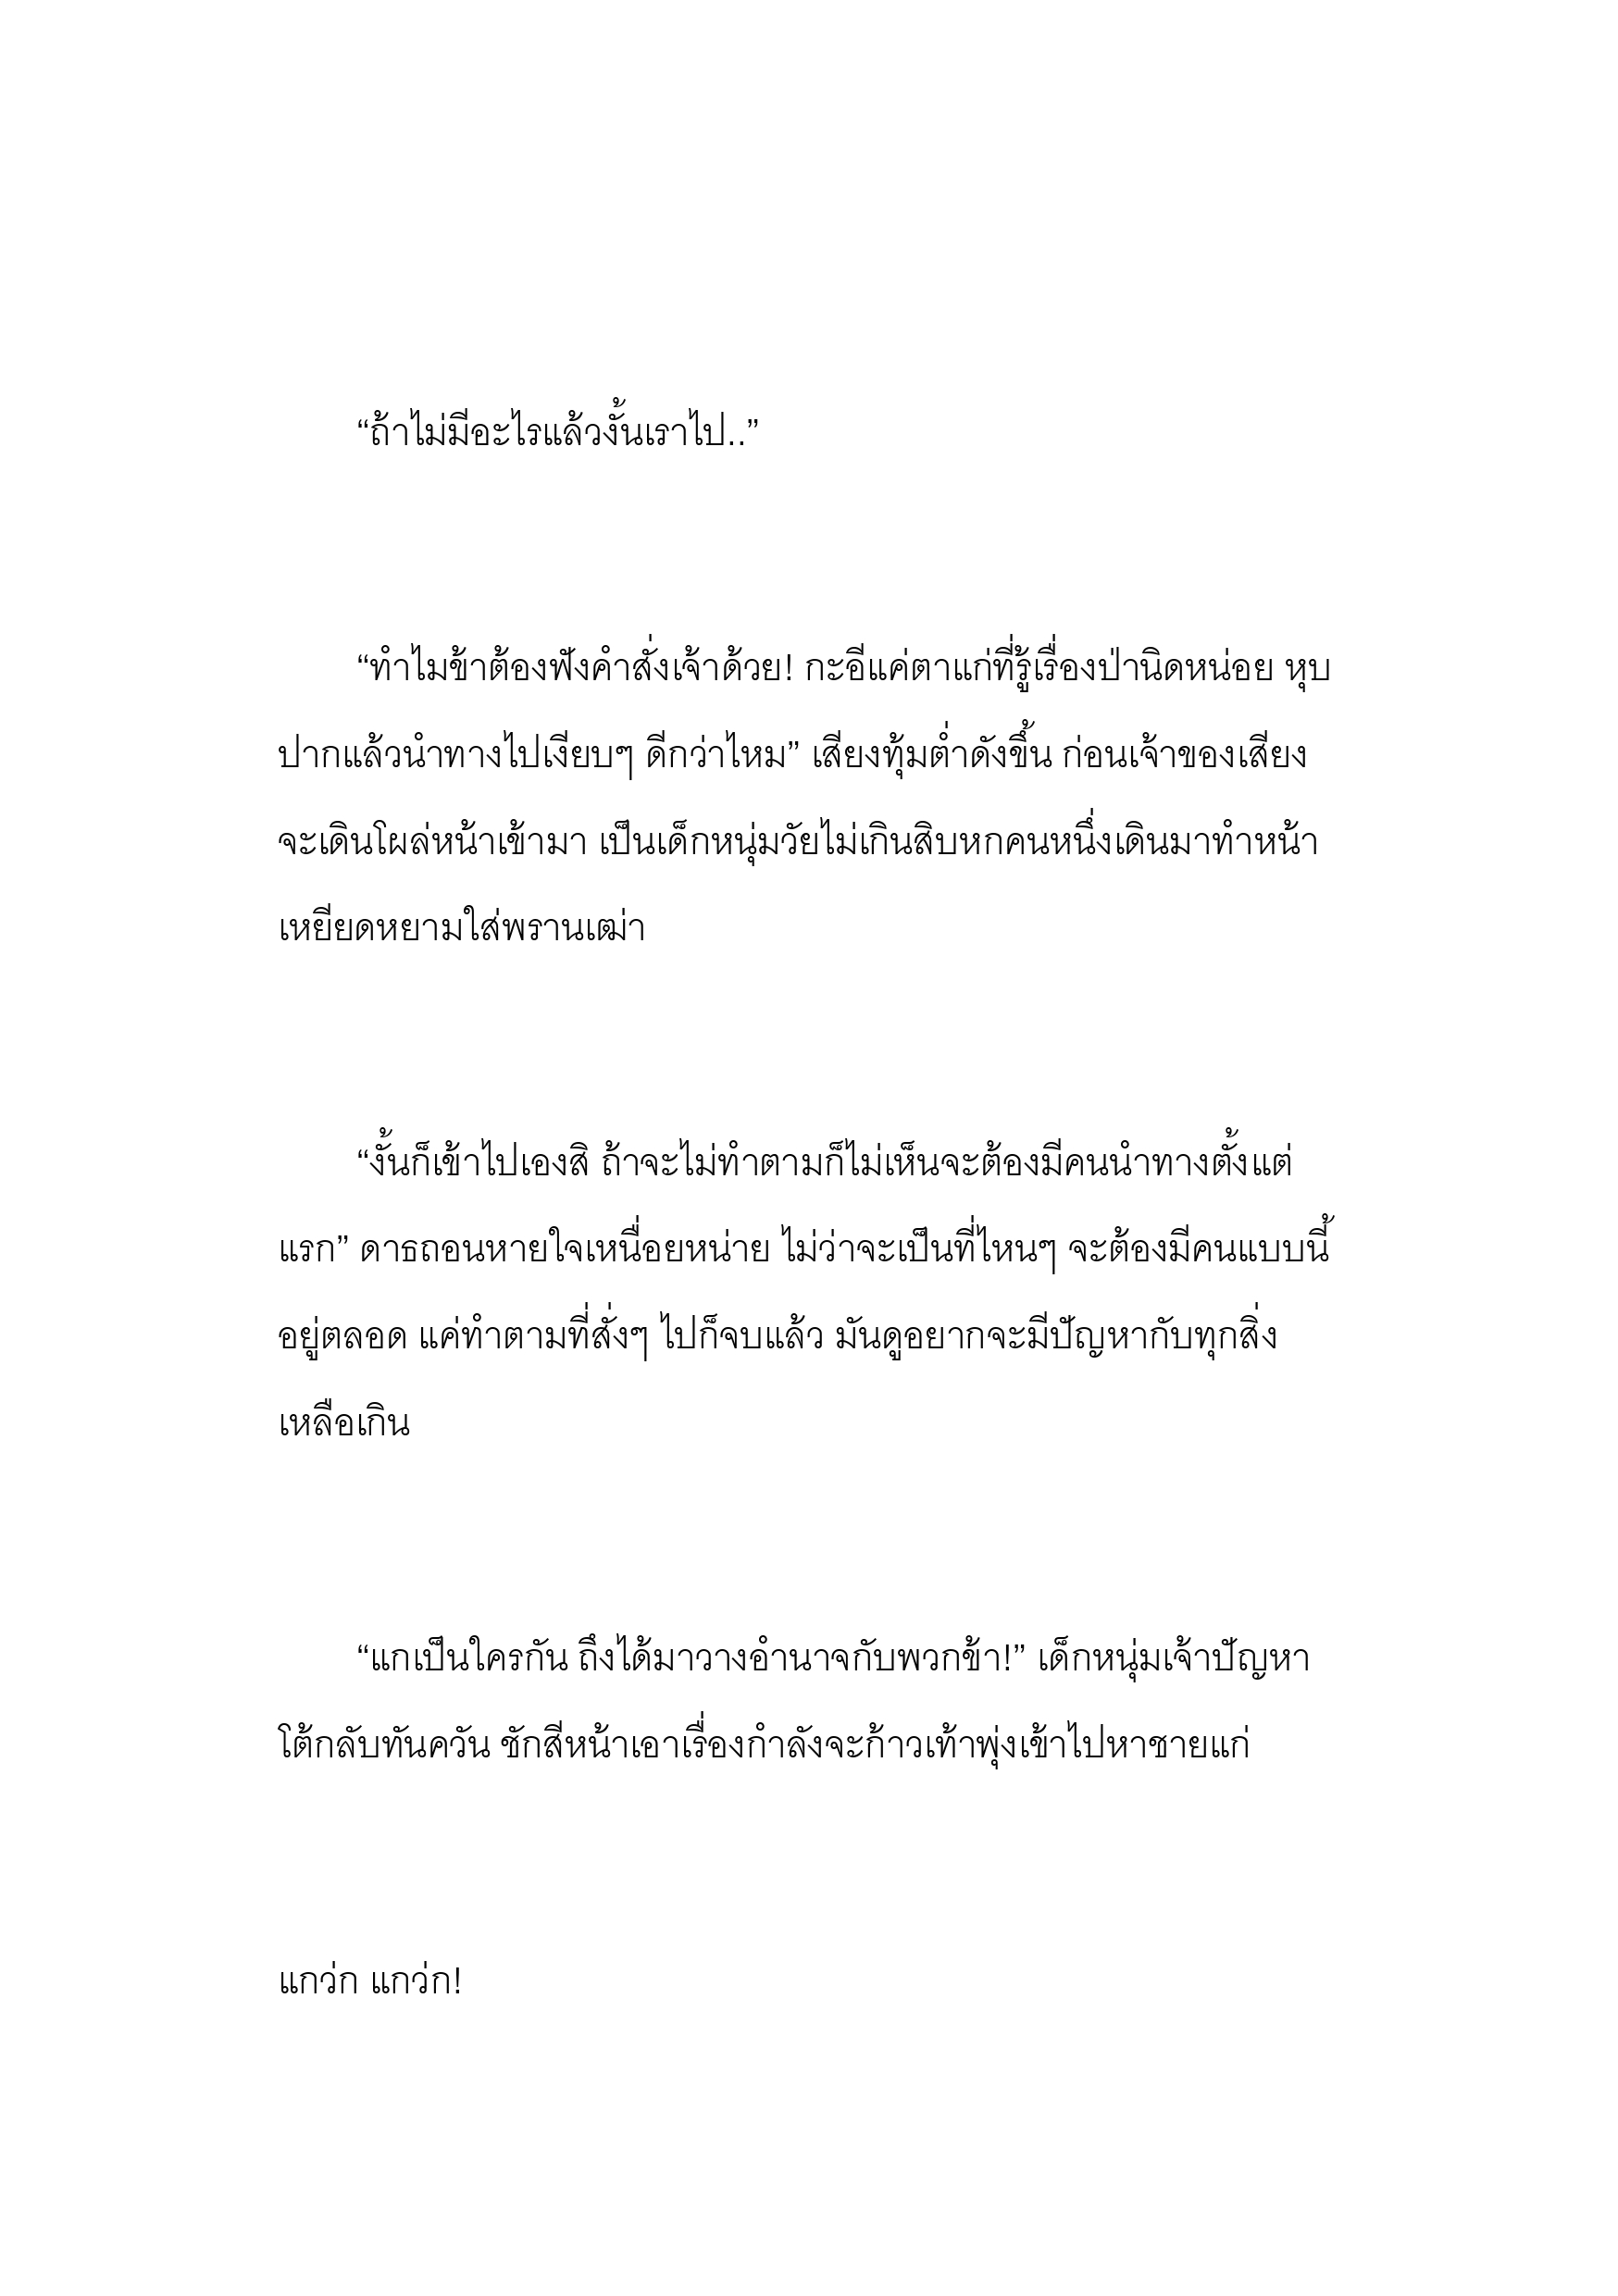 “ถ้าไม่มีอะไรแล้วงั้นเราไป..”
“ทำไมข้าต้องฟังคำสั่งเจ้าด้วย! กะอีแค่ตาแก่ที่รู้เรื่องป่านิดหน่อย หุบ
ปากแล้วนำทางไปเงียบๆ ดีกว่าไหม” เสียงทุ้มต่ำดังขึ้น ก่อนเจ้าของเสียง
จะเดินโผล่หน้าเข้ามา เป็นเด็กหนุ่มวัยไม่เกินสิบหกคนหนึ่งเดินมาทำหน้า
เหยียดหยามใส่พรานเฒ่า
“งั้นก็เข้าไปเองสิ ถ้าจะไม่ทำตามก็ไม่เห็นจะต้องมีคนนำทางตั้งแต่
แรก” ดาธถอนหายใจเหนื่อยหน่าย ไม่ว่าจะเป็นที่ไหนๆ จะต้องมีคนแบบนี้
อยู่ตลอด แค่ทำตามที่สั่งๆ ไปก็จบแล้ว มันดูอยากจะมีปัญหากับทุกสิ่ง
เหลือเกิน
“แกเป็นใครกัน ถึงได้มาวางอำนาจกับพวกข้า!” เด็กหนุ่มเจ้าปัญหา
โต้กลับทันควัน ชักสีหน้าเอาเรื่องกำลังจะก้าวเท้าพุ่งเข้าไปหาชายแก่
แกว่ก แกว่ก!